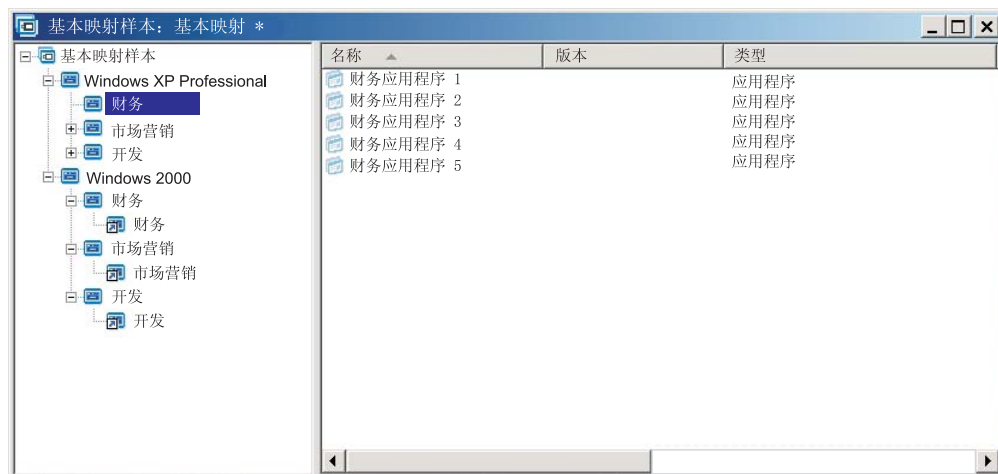 基本映射样本：基本映射 *
基本映射样本
Windows XP Professional
财务
市场营销
开发
Windows 2000
财务
财务
市场营销
市场营销
开发
开发
名称 版本 类型
财务应用程序 1 应用程序
财务应用程序 2 应用程序
财务应用程序 3 应用程序
财务应用程序 4 应用程序
财务应用程序 5 应用程序